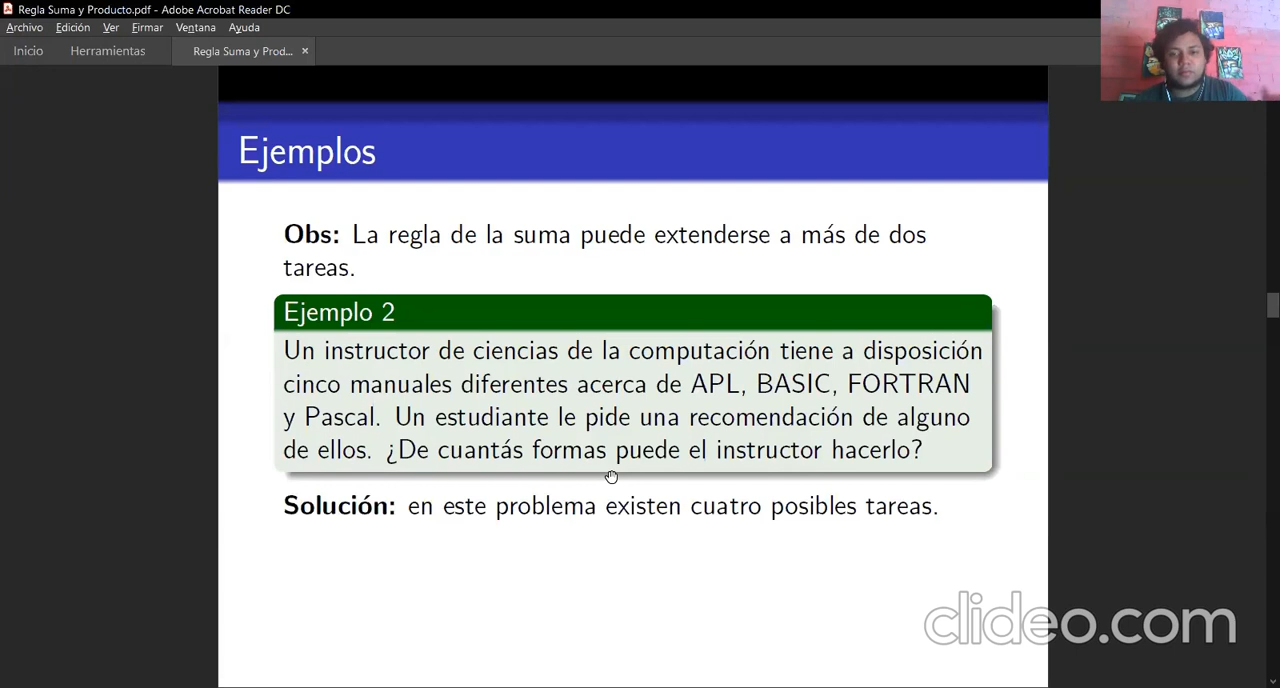 Regla Suma y Producto.pdf - Adobe Acrobat Reader DC
Archivo Edición Ver Firmar Ventana Ayuda
Inicio Herramientas Regla Suma y Prod... ×
Ejemplos
Obs: La regla de la suma puede extenderse a más de dos
tareas.
Ejemplo 2
Un instructor de ciencias de la computación tiene a disposición
cinco manuales diferentes acerca de APL, BASIC, FORTRAN
y Pascal. Un estudiante le pide una recomendación de alguno
de ellos. ¿De cuantás formas puede el instructor hacerlo?
Solución: en este problema existen cuatro posibles tareas.
clideo.com